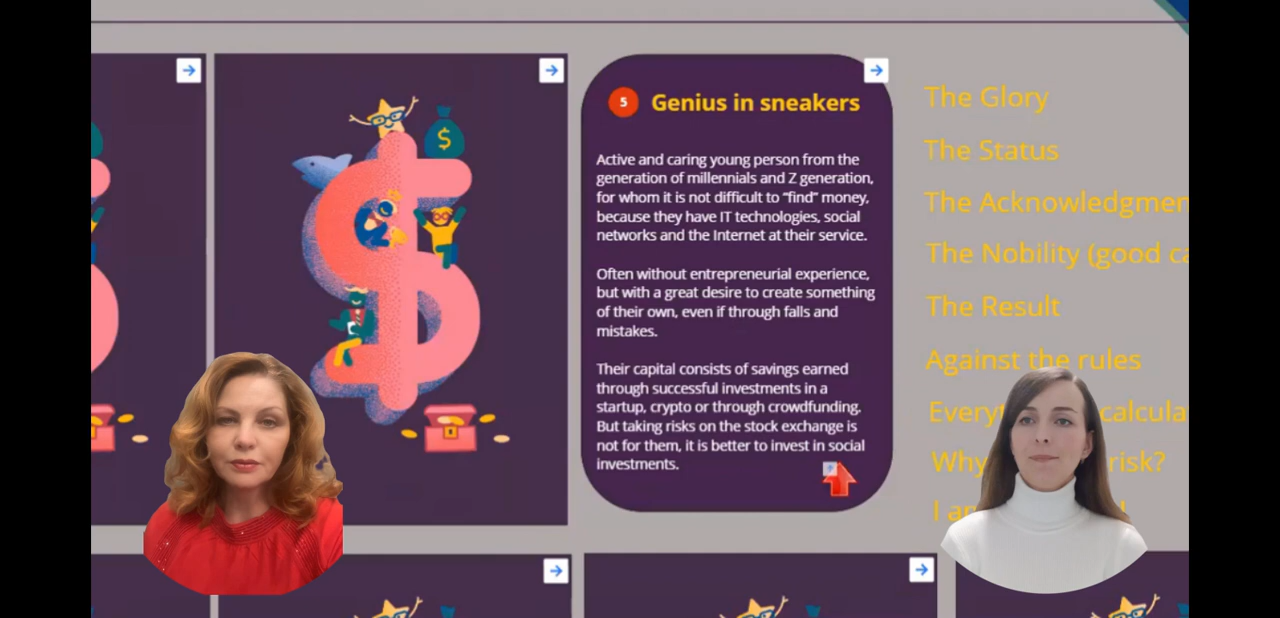 5 Genius in sneakers
Active and caring young person from the
generation of millennials and Z generation,
for whom it is not difficult to “find” money,
because they have IT technologies, social
networks and the Internet at their service.
Often without entrepreneurial experience,
but with a great desire to create something
of their own, even if through falls and
mistakes.
Their capital consists of savings earned
through successful investments in a
startup, crypto or through crowdfunding.
But taking risks on the stock exchange is
not for them, it is better to invest in social
investments.
$
The Glory
The Status
The Acknowledgmen
The Nobility (good ca
The Result
Against the rules
calcula
Why risk?
I